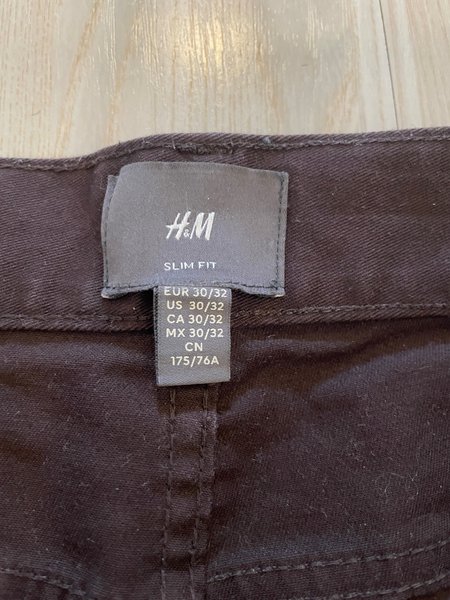 H&M
SLIM FIT
EUR 30/32
US 30/32
CA 30/32
MX 30/32
CN
175/76A